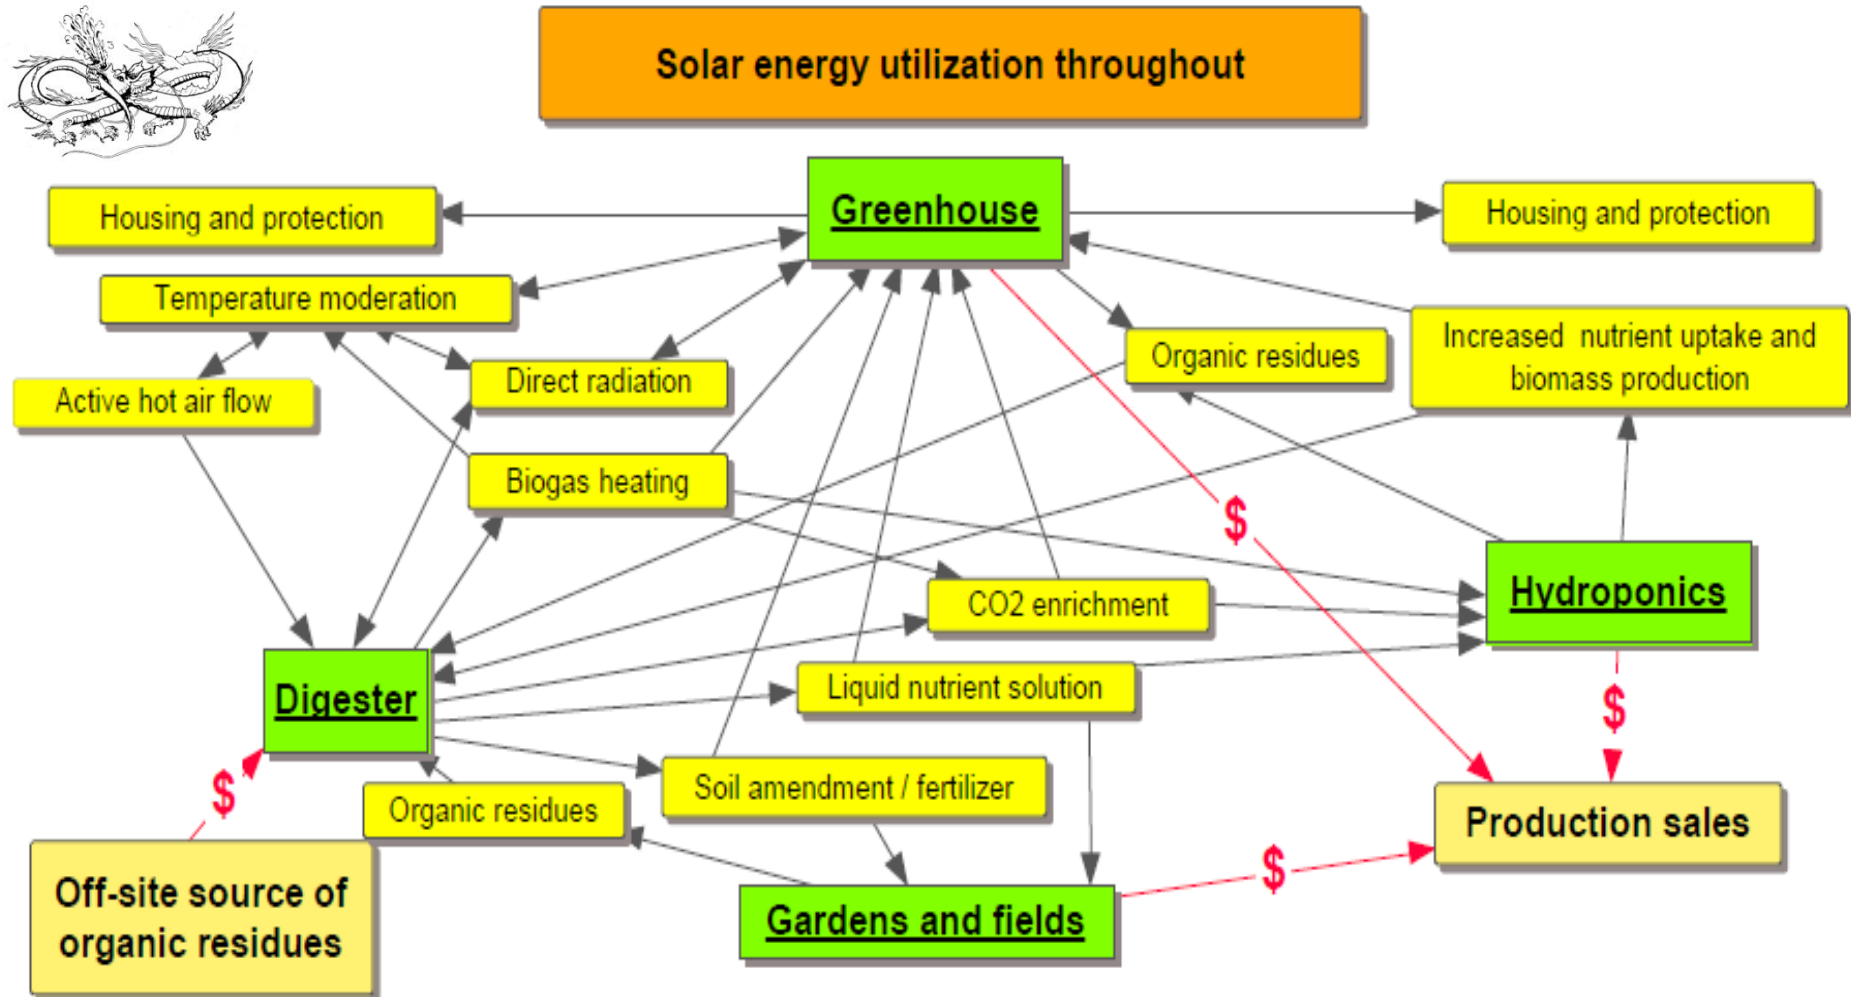 Solar energy utilization throughout
Greenhouse
Housing and protection
Housing and protection
Temperature moderation
Increased nutrient uptake and
biomass production
Organic residues
Direct radiation
Active hot air flow
Biogas heating
$
Hydroponics
CO2 enrichment
Liquid nutrient solution
Digester
$
$
Soil amendment / fertilizer
Organic residues
Production sales
$
Off-site source of
organic residues
Gardens and fields